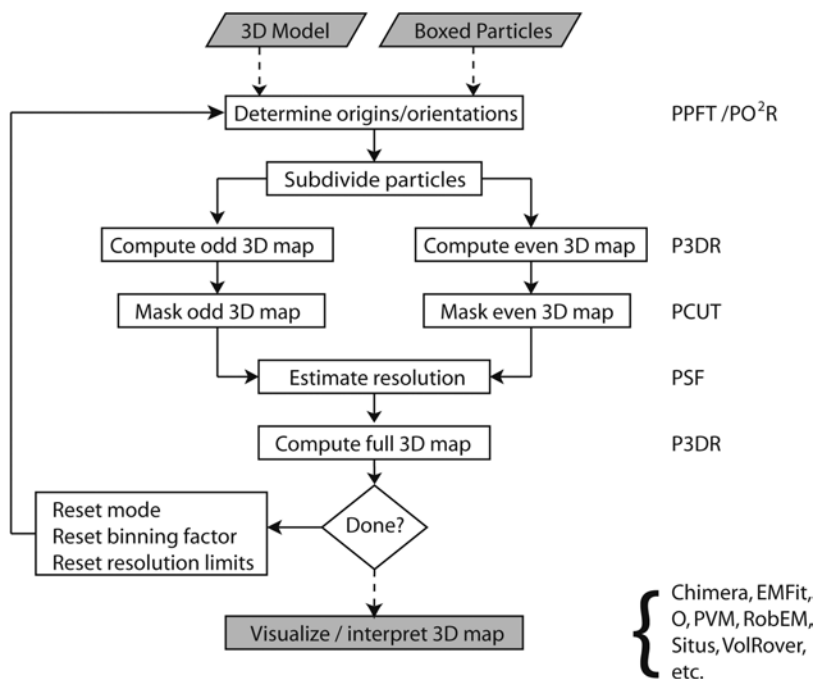 3D Model
Boxed Particles
Determine origins/orientations
PPFT /PO²R
Subdivide particles
Compute odd 3D map
Compute even 3D map
P3DR
Mask odd 3D map
Mask even 3D map
PCUT
Estimate resolution
PSF
Compute full 3D map
P3DR
Reset mode
Reset binning factor
Reset resolution limits
Done?
Visualize / interpret 3D map
{
Chimera, EMFit,
O, PVM, RobEM,
Situs, VolRover,
etc.